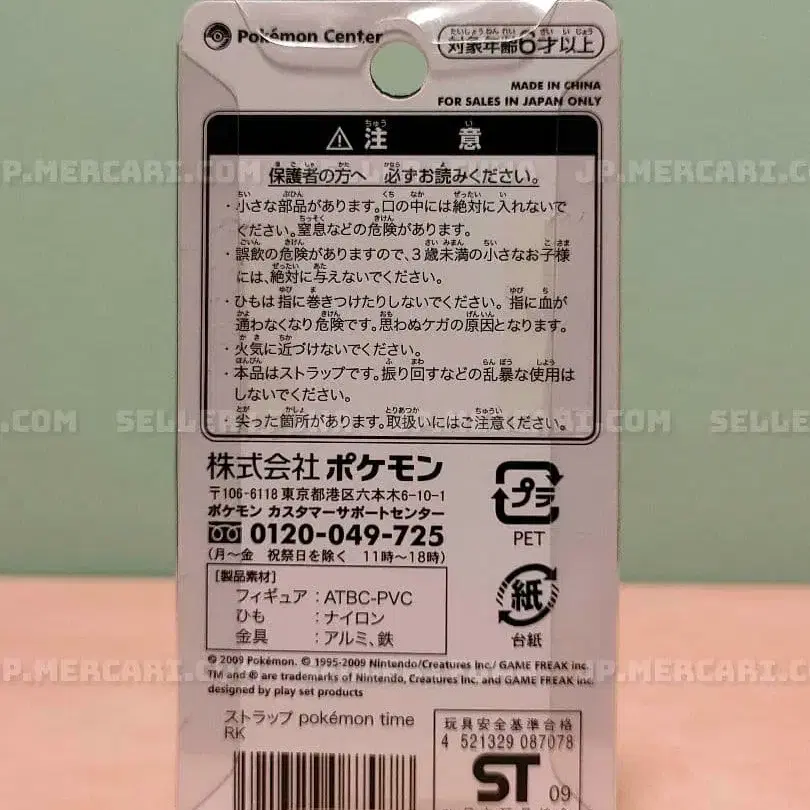 Pokémon Center
対象年齢6才以上
MADE IN CHINA
FOR SALES IN JAPAN ONLY
⚠注意
保護者の方へ 必ずお読みください。
・小さな部品があります。口の中には絶対に入れないで
ください。窒息などの危険があります。
・誤飲の危険がありますので、3歳未満の小さなお子様
には、絶対に与えないでください。
・ひもは指に巻きつけたりしないでください。指に血が
通わなくなり危険です。思わぬケガの原因となります。
・火気に近づけないでください。
・本品はストラップです。振り回すなどの乱暴な使用は
しないでください。
・尖った箇所があります。取扱いにはご注意ください。
JP.MERCARI.COM
SELLER
株式会社 ポケモン
〒106-6118 東京都港区六本木6-10-1
ポケモン カスタマーサポートセンター
0120-049-725
(月~金 祝祭日を除く 11時~18時)
プラ
PET
紙
台紙
[製品素材]
フィギュア:ATBC-PVC
ひも:ナイロン
金具:アルミ、鉄
© 2009 Pokémon. © 1995-2009 Nintendo/Creatures Inc./ GAME FREAK inc.
TM and ® are trademarks of Nintendo, Creatures Inc. and GAME FREAK inc.
designed by play set products
ストラップ pokémon time
RK
玩具安全基準合格
4 521329 087078
ST 09